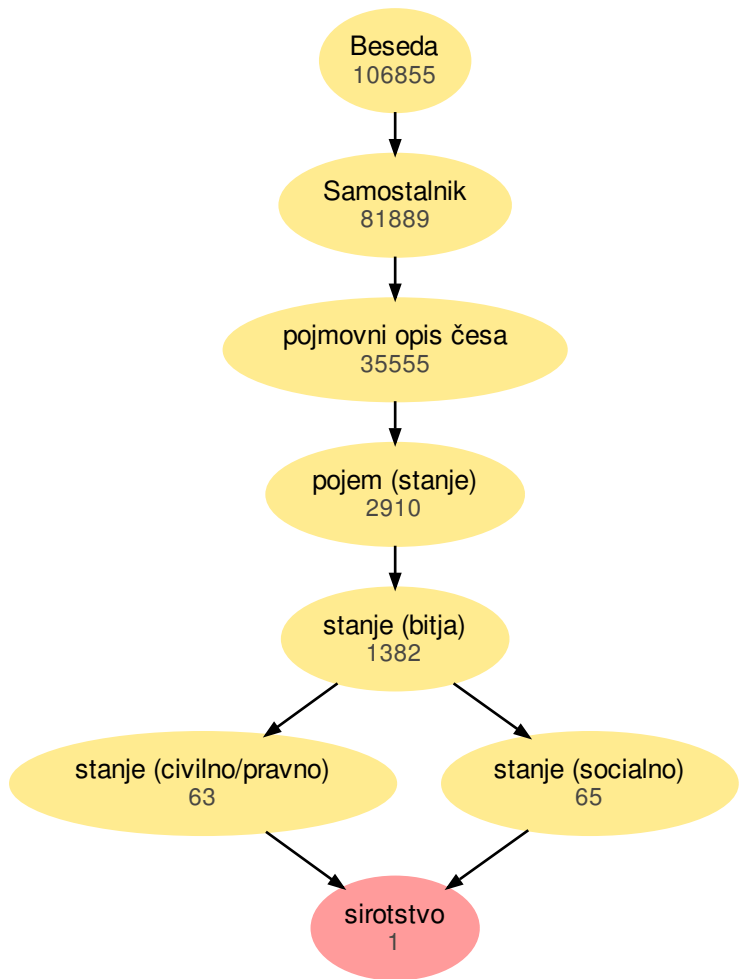 Beseda
106855
Samostalnik
81889
pojmovni opis česa
35555
pojem (stanje)
2910
stanje (bitja)
1382
stanje (civilno/pravno)
63
stanje (socialno)
65
sirotstvo
1